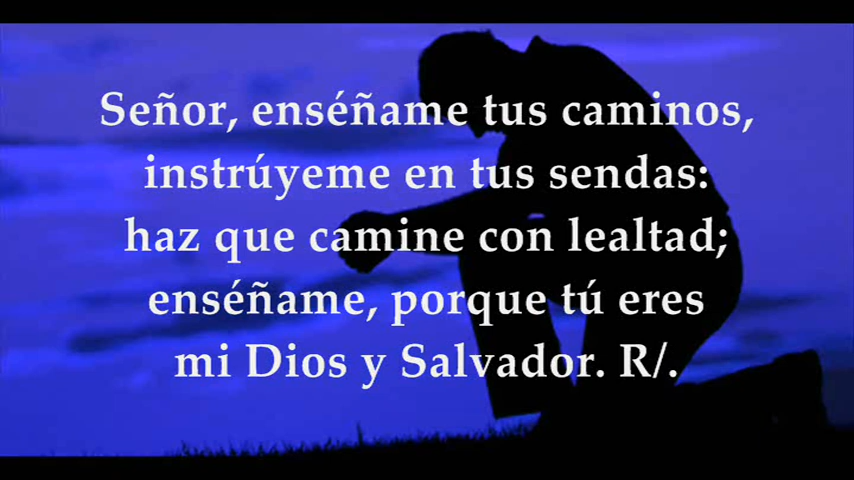 Señor, enséñame tus caminos,
instrúyeme en tus sendas:
haz que camine con lealtad;
enséñame, porque tú eres
mi Dios y Salvador. R/.